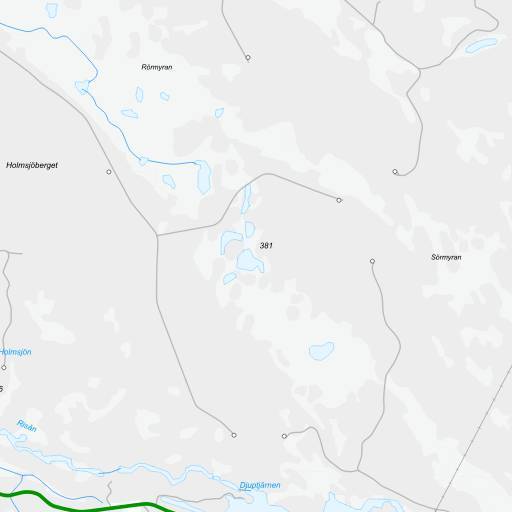 Rörmyran
Holmsjöberget
381
Sörmyran
Holmsjön
Risån
Djuptjärnen